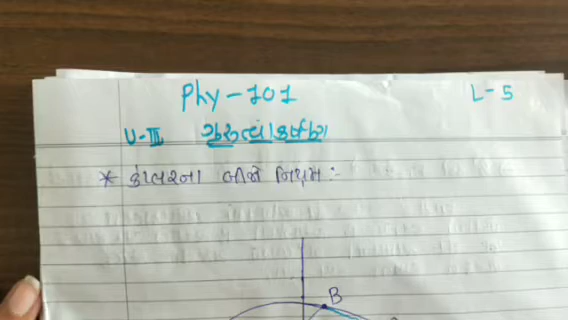 Phy-101
L-5
U-III ગુરુત્વાકર્ષણ
* કેપ્લરના બીજો નિયમ :-
B